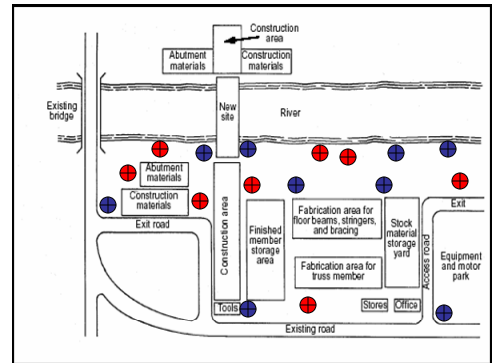 Construction
area
Abutment
materials
Construction
materials
Existing
bridge
New
site
River
Abutment
materials
Construction
materials
Exit road
Construction area
Finished
member
storage
area
Fabrication area for
floor beams, stringers,
and bracing
Fabrication area for
truss member
Stock
material
storage
yard
Access road
Exit
Equipment
and motor
park
Tools
Stores
Office
Existing road